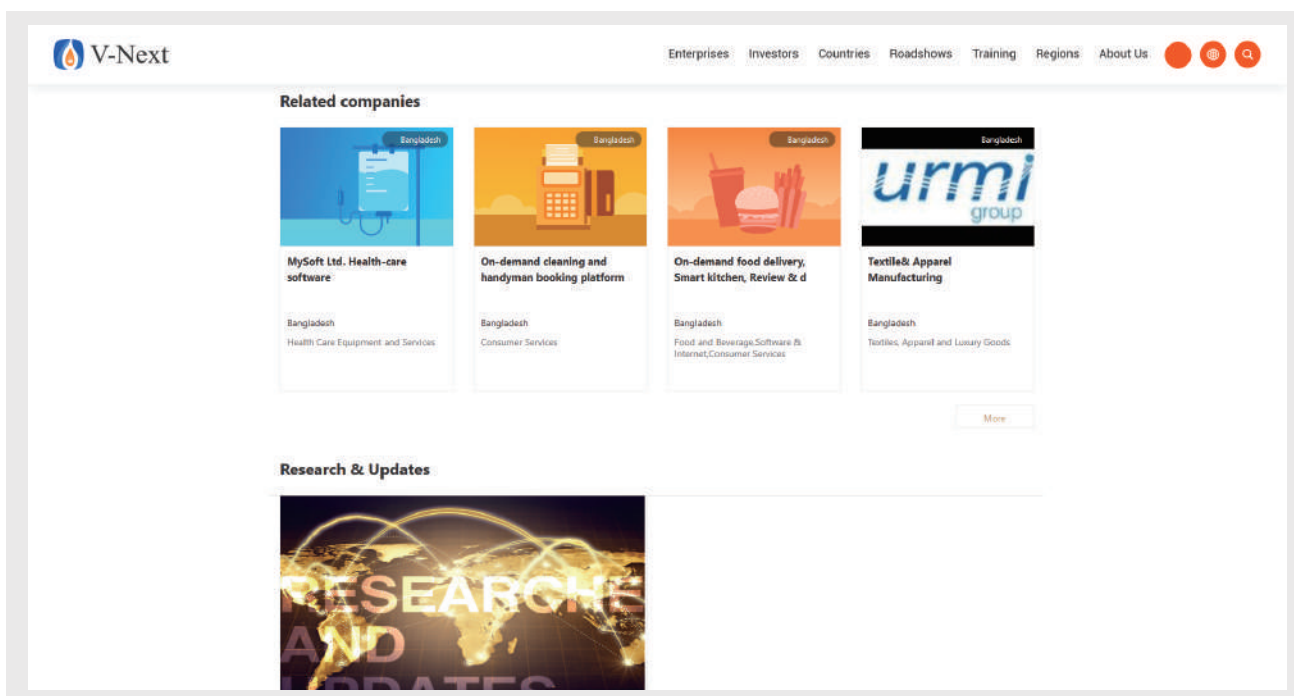 V-Next
Enterprises Investors Countries Roadshows Training Regions About Us
Related companies
Bangladesh
Bangladesh
Bangladesh
Bangladesh
urmi
group
MySoft Ltd. Health-care
software
Bangladesh
Health Care Equipment and Services
On-demand cleaning and
handyman booking platform
Bangladesh
Consumer Services
On-demand food delivery,
Smart kitchen, Review & d
Bangladesh
Food and Beverage,Software &
Internet,Consumer Services
Textile& Apparel
Manufacturing
Bangladesh
Textiles, Apparel and Luxury Goods
More
Research & Updates
RESEARCHE
AND
UPDATES